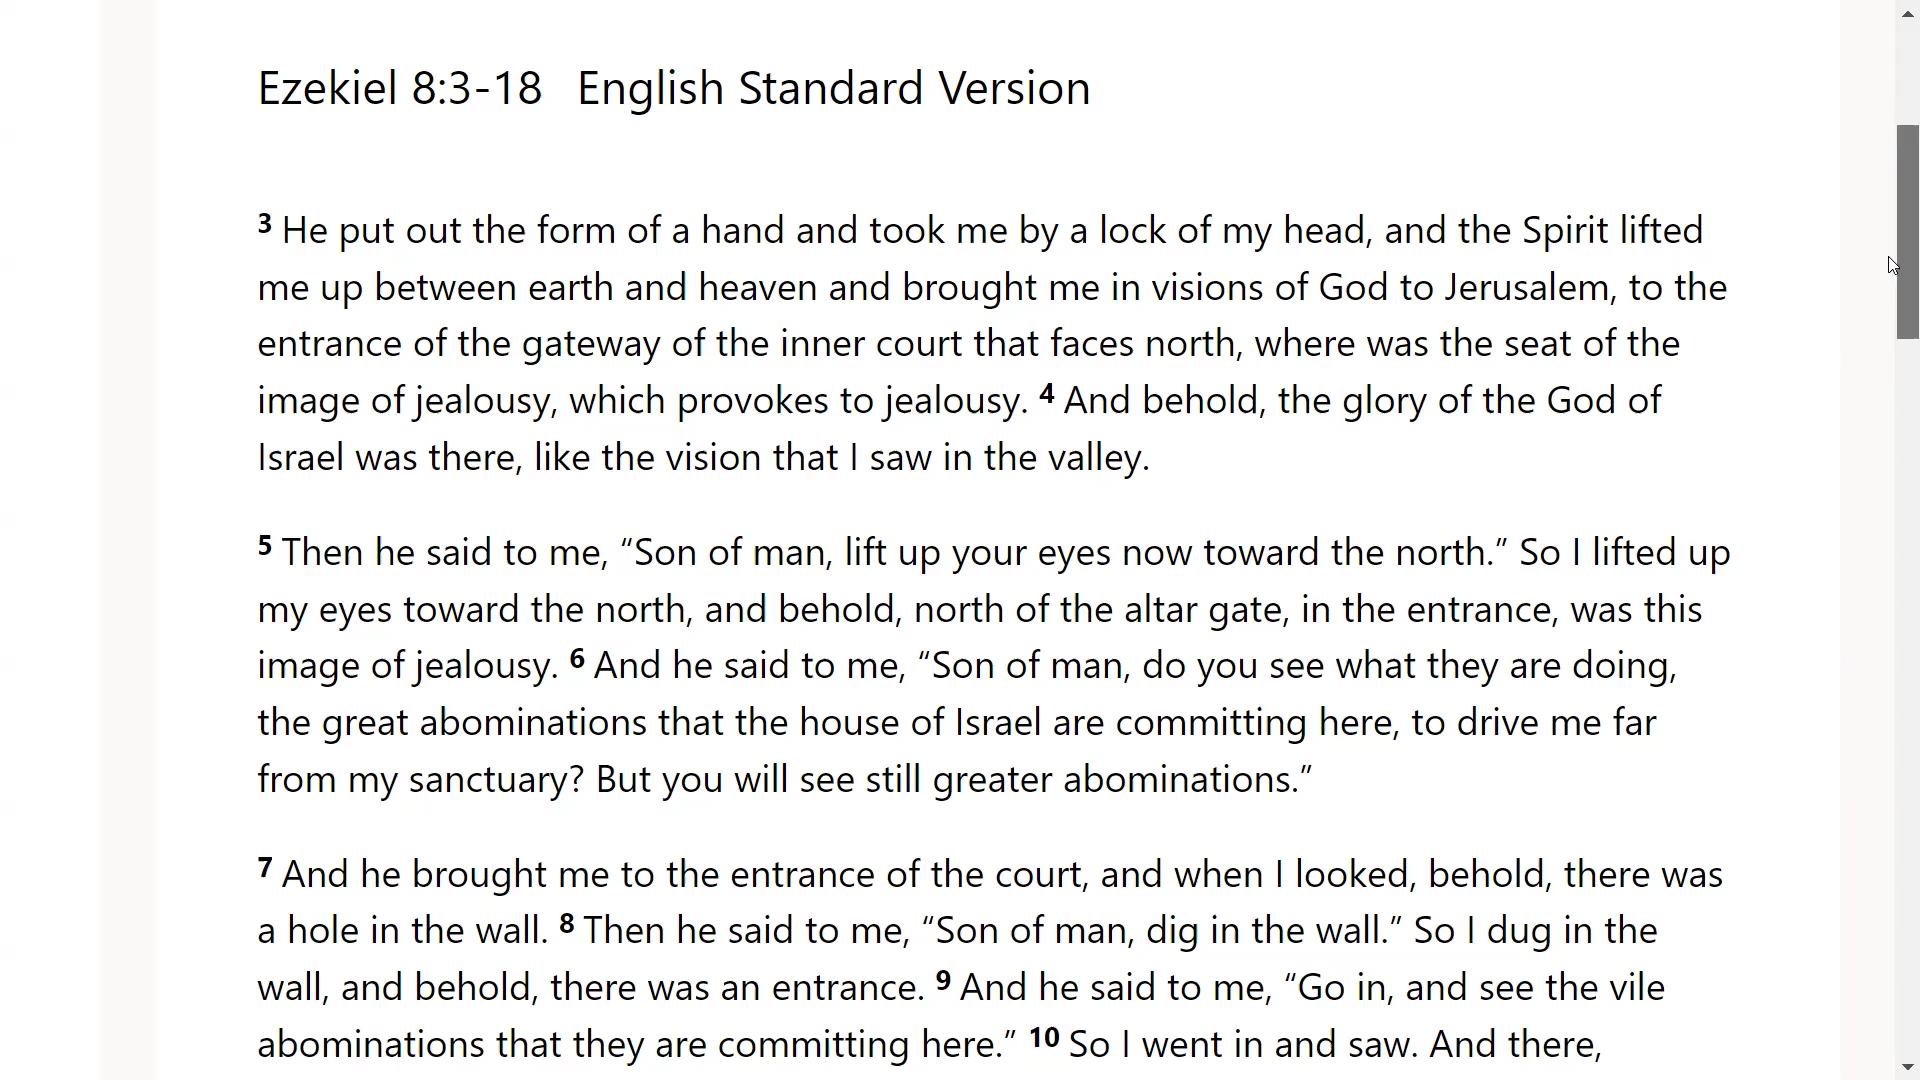 Ezekiel 8:3-18 English Standard Version
3 He put out the form of a hand and took me by a lock of my head, and the Spirit lifted
me up between earth and heaven and brought me in visions of God to Jerusalem, to the
entrance of the gateway of the inner court that faces north, where was the seat of the
image of jealousy, which provokes to jealousy. 4 And behold, the glory of the God of
Israel was there, like the vision that I saw in the valley.
5 Then he said to me, “Son of man, lift up your eyes now toward the north.” So I lifted up
my eyes toward the north, and behold, north of the altar gate, in the entrance, was this
image of jealousy. 6 And he said to me, “Son of man, do you see what they are doing,
the great abominations that the house of Israel are committing here, to drive me far
from my sanctuary? But you will see still greater abominations.”
7 And he brought me to the entrance of the court, and when I looked, behold, there was
a hole in the wall. 8 Then he said to me, “Son of man, dig in the wall.” So I dug in the
wall, and behold, there was an entrance. 9 And he said to me, “Go in, and see the vile
abominations that they are committing here.” 10 So I went in and saw. And there,